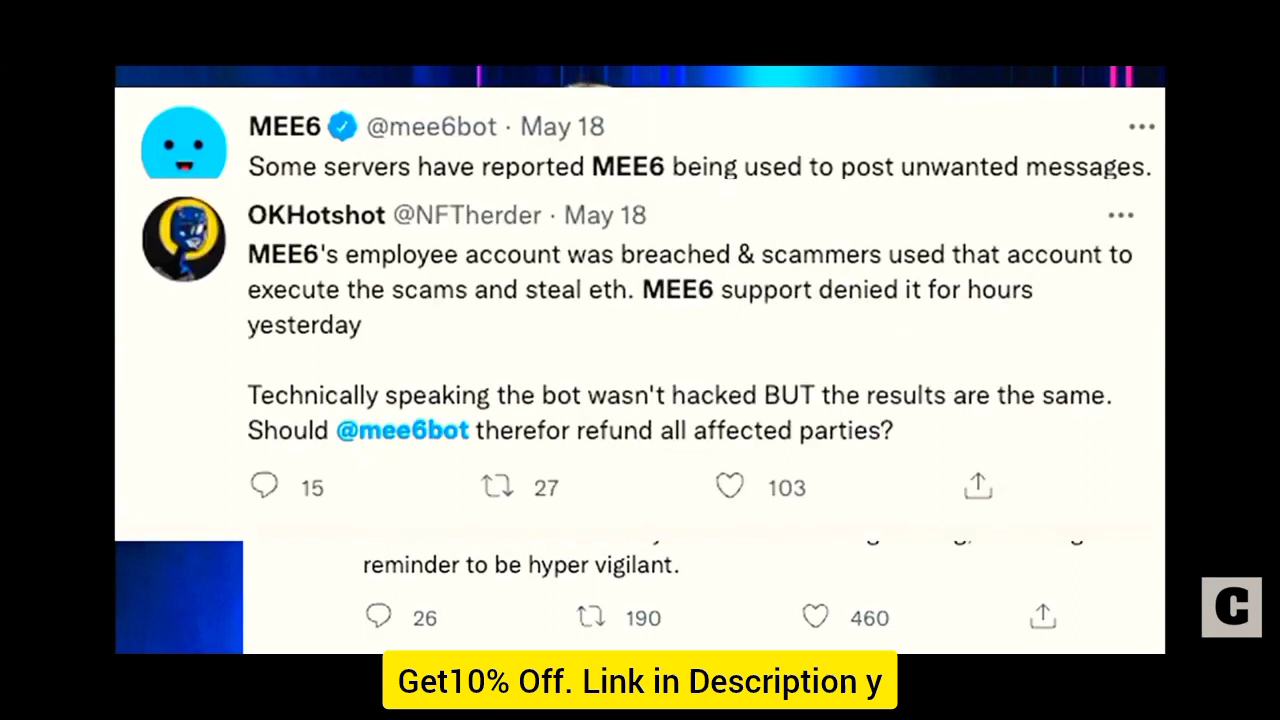 MEE6 @mee6bot · May 18
Some servers have reported MEE6 being used to post unwanted messages.
OKHotshot @NFTherder · May 18
MEE6's employee account was breached & scammers used that account to
execute the scams and steal eth. MEE6 support denied it for hours
yesterday
Technically speaking the bot wasn't hacked BUT the results are the same.
Should @mee6bot therefor refund all affected parties?
15 27 103
reminder to be hyper vigilant.
26 190 460
C
Get10% Off. Link in Description y